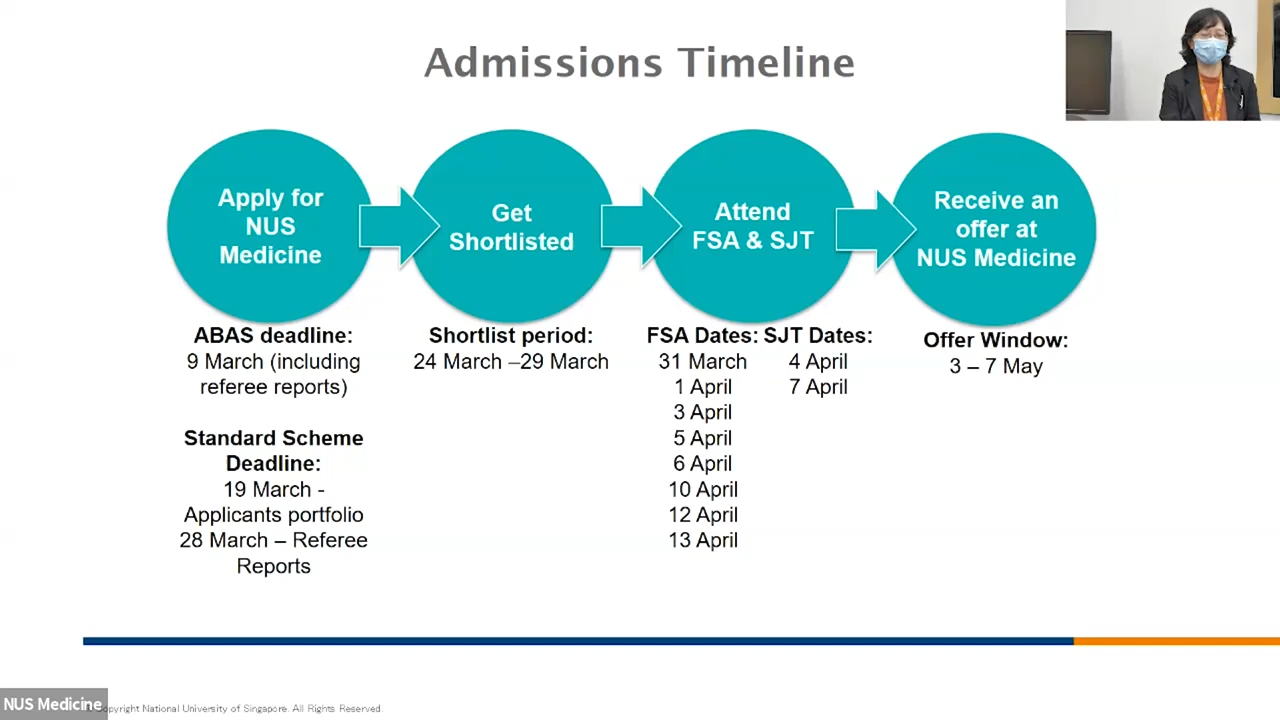 Admissions Timeline
Apply for
NUS
Medicine
Get
Shortlisted
Attend
FSA & SJT
Receive an
offer at
NUS Medicine
ABAS deadline:
9 March (including
referee reports)
Standard Scheme
Deadline:
19 March -
Applicants portfolio
28 March – Referee
Reports
Shortlist period:
24 March –29 March
FSA Dates:
31 March
1 April
3 April
5 April
6 April
10 April
12 April
13 April
SJT Dates:
4 April
7 April
Offer Window:
3 – 7 May
NUS Medicine
© Copyright National University of Singapore. All Rights Reserved.